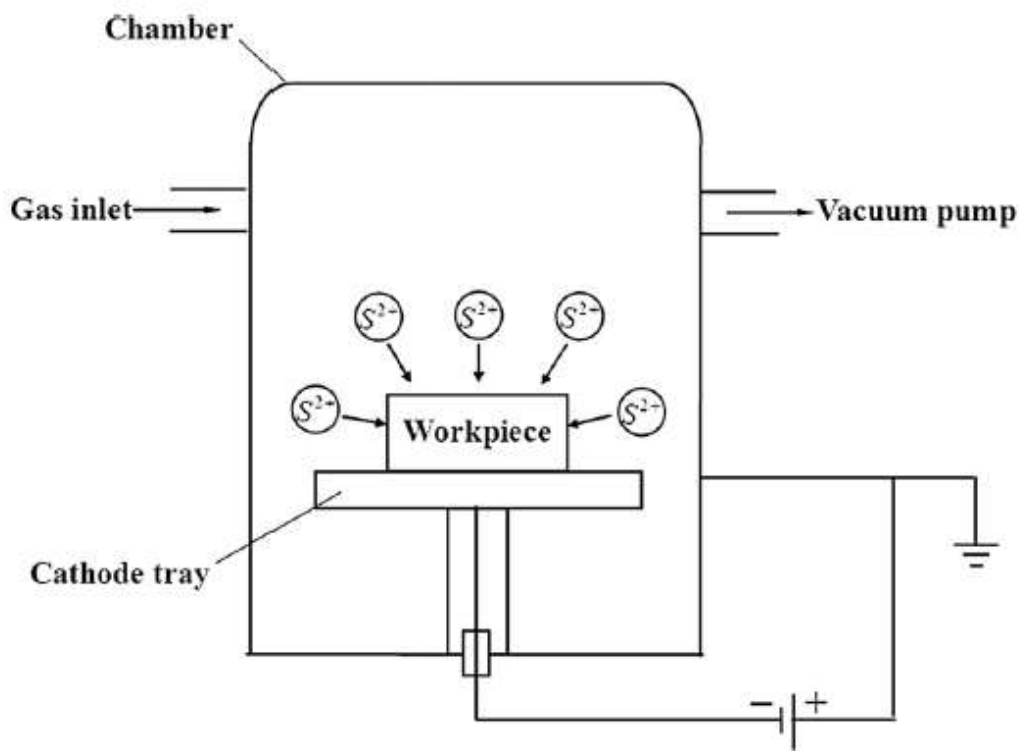 Chamber
Gas inlet
Vacuum pump
S²⁺ S²⁺ S²⁺
S²⁺ S²⁺
Workpiece
Cathode tray
− +